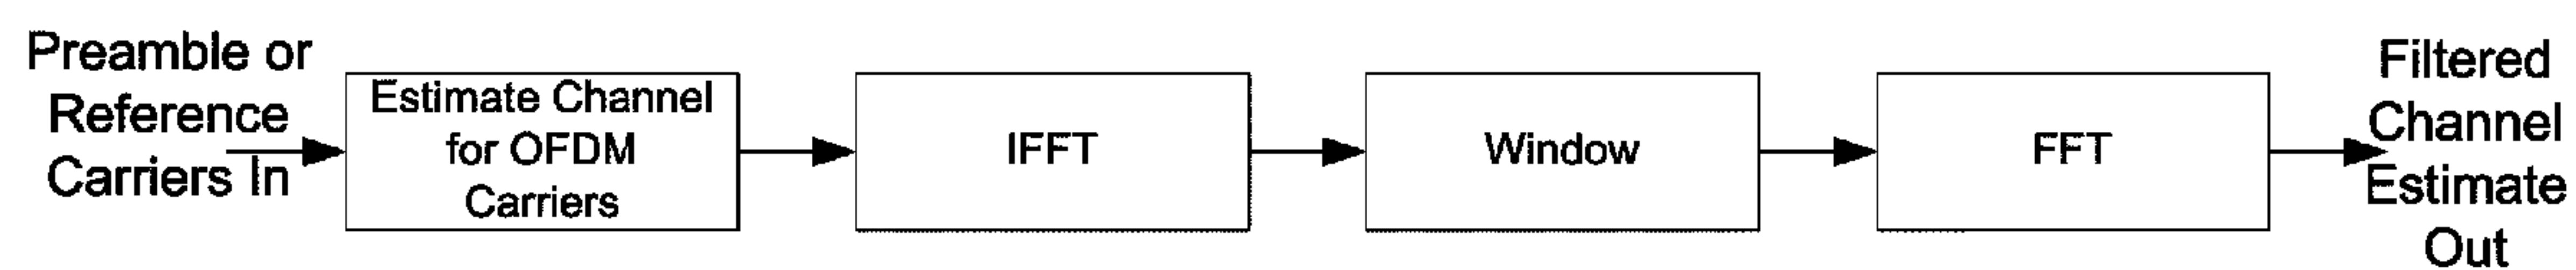 Preamble or
Reference
Carriers In
Estimate Channel
for OFDM
Carriers
IFFT
Window
FFT
Filtered
Channel
Estimate
Out